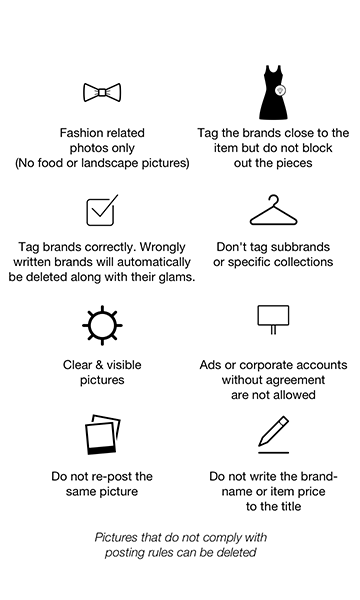 Fashion related
photos only
(No food or landscape pictures)
Tag the brands close to the
item but do not block
out the pieces
Tag brands correctly. Wrongly
written brands will automatically
be deleted along with their glams.
Don't tag subbrands
or specific collections
Clear & visible
pictures
Ads or corporate accounts
without agreement
are not allowed
Do not re-post the
same picture
Do not write the brand-
name or item price
to the title
Pictures that do not comply with
posting rules can be deleted